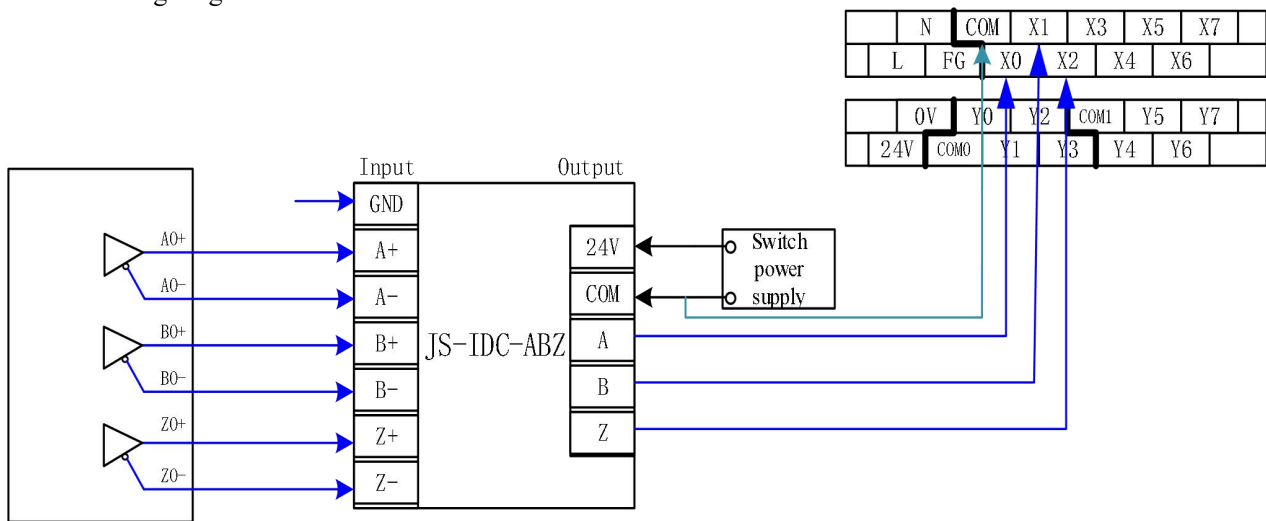 N COM X1 X3 X5 X7
L FG X0 X2 X4 X6
0V Y0 Y2 COM1 Y5 Y7
24V COM0 Y1 Y3 Y4 Y6
Input
Output
GND
A+
A-
B+
B-
Z+
Z-
JS-IDC-ABZ
24V
COM
A
B
Z
Switch
power
supply
A0+
A0-
B0+
B0-
Z0+
Z0-